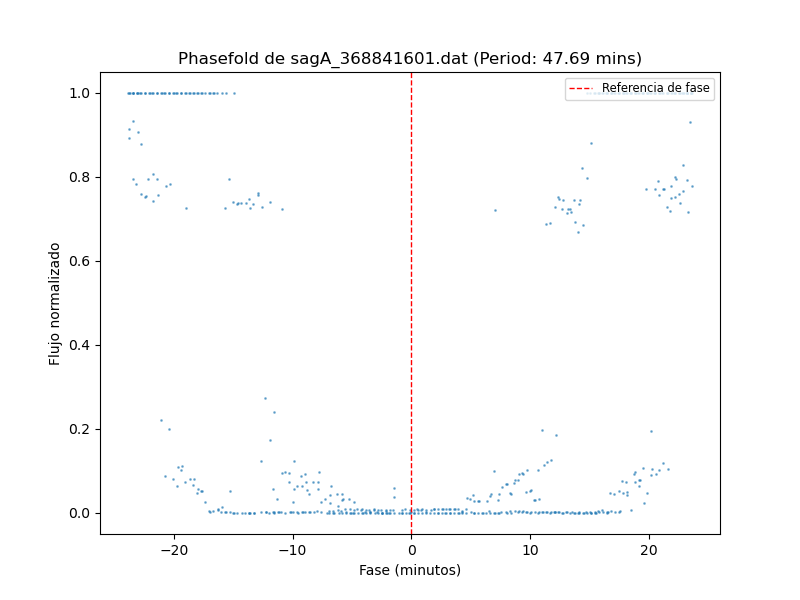 Phasefold de sagA_368841601.dat (Period: 47.69 mins)
Referencia de fase
1.0
0.8
0.6
0.4
0.2
0.0
Flujo normalizado
−20
−10
0
10
20
Fase (minutos)